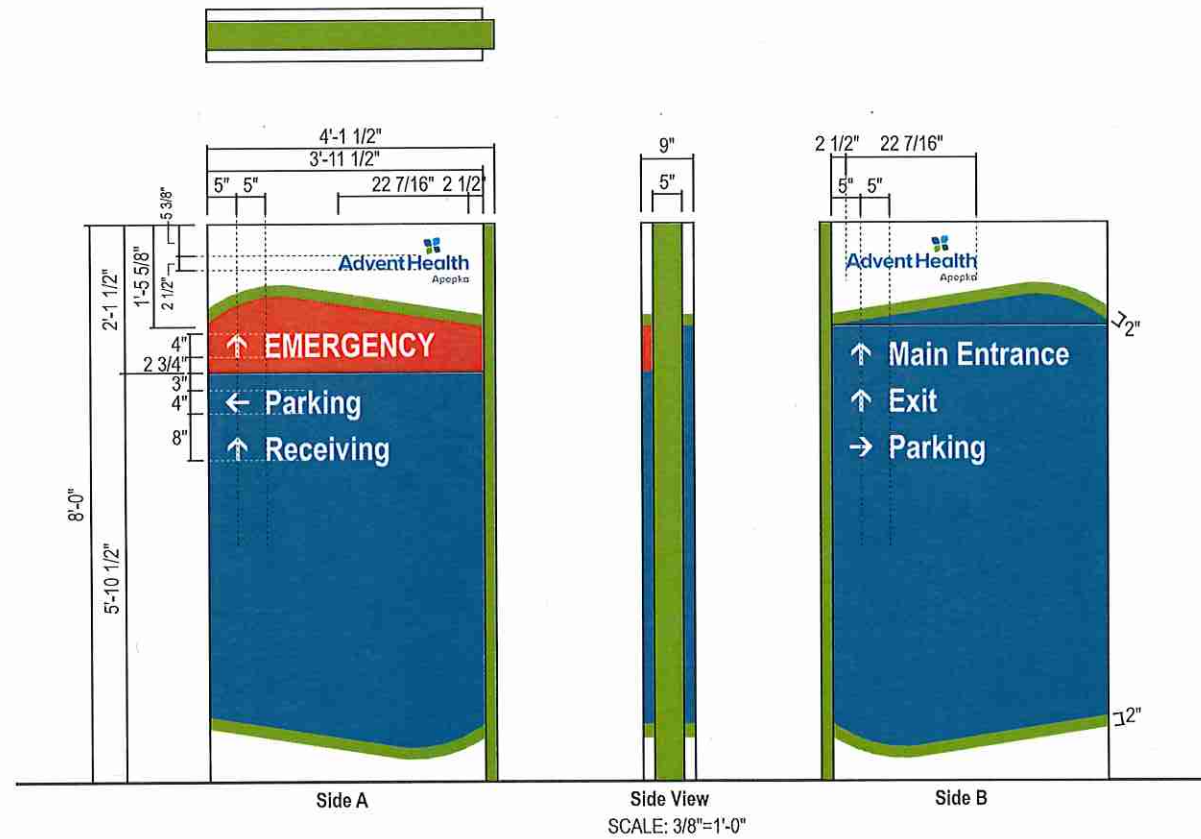 4'-1 1/2"
3'-11 1/2"
5" 5" 22 7/16" 2 1/2"
5 3/8"
2 1/2"
1'-5 5/8"
2'-1 1/2"
8'-0"
5'-10 1/2"
4"
2 3/4"
3"
4"
8"
AdventHealth
Apopka
↑ EMERGENCY
← Parking
↑ Receiving
Side A
9"
5"
Side View
SCALE: 3/8"=1'-0"
2 1/2" 22 7/16"
5" 5"
AdventHealth
Apopka
2"
↑ Main Entrance
↑ Exit
→ Parking
2"
Side B